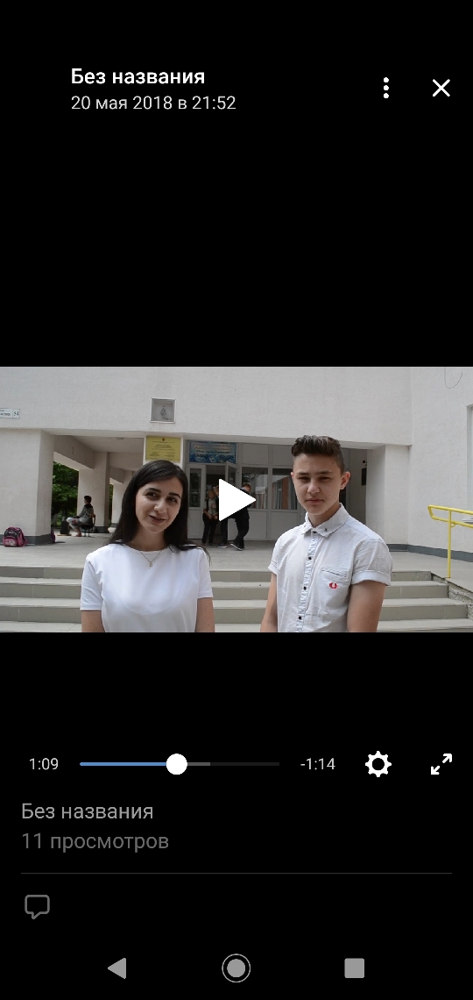 Без названия
20 мая 2018 в 21:52
1:09
-1:14
Без названия
11 просмотров